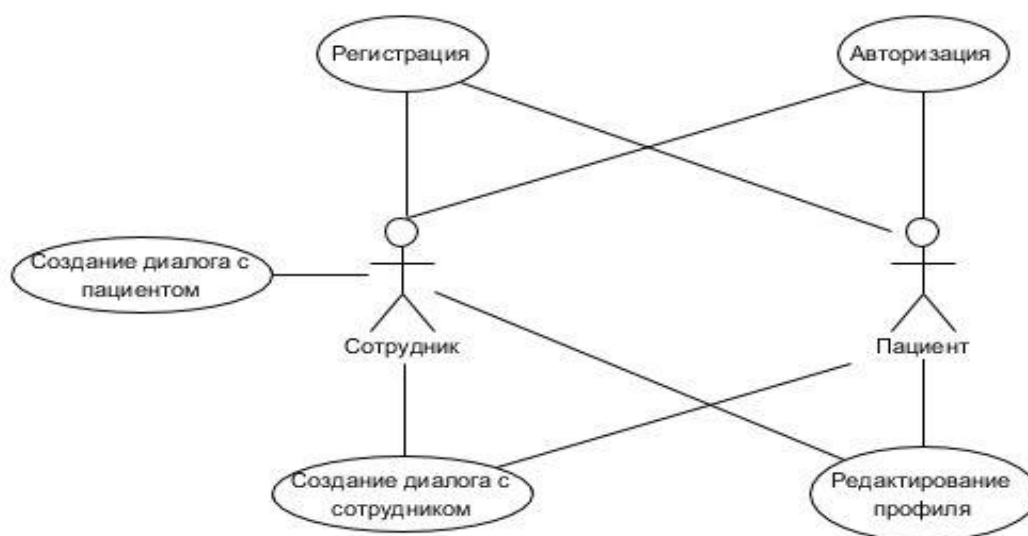 Регистрация
Авторизация
Создание диалога с
пациентом
Сотрудник
Пациент
Создание диалога с
сотрудником
Редактирование
профиля